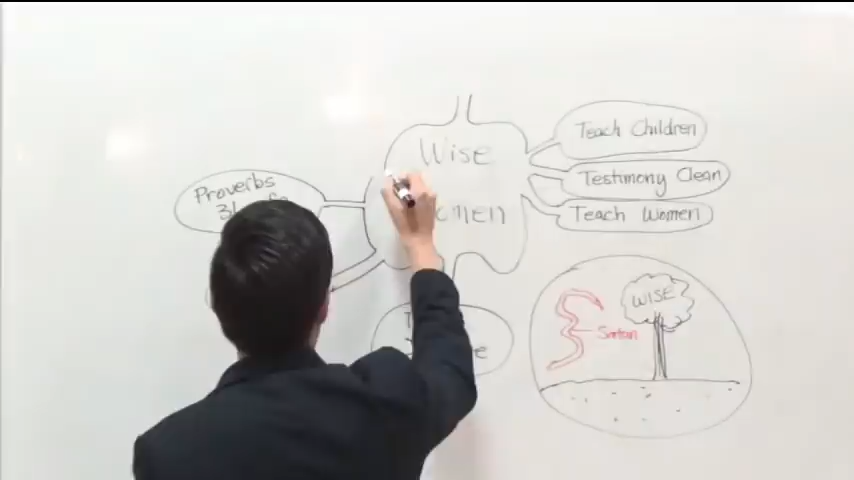 Wise
Proverbs
Teach Children
Testimony Clean
Teach Women
WISE
Satan